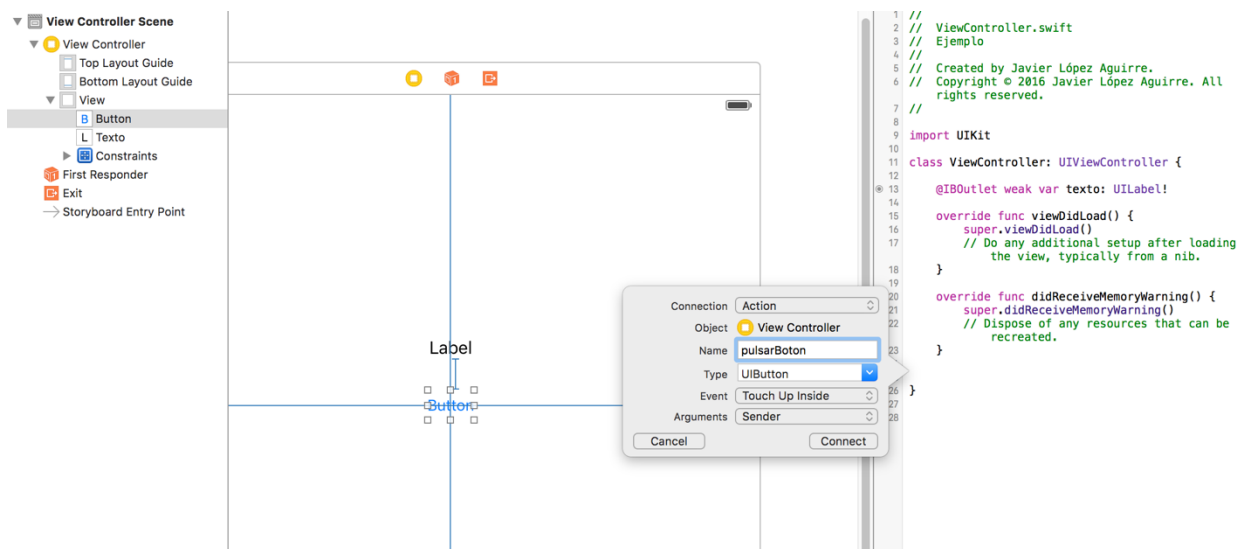 View Controller Scene
View Controller
Top Layout Guide
Bottom Layout Guide
View
B Button
L Texto
Constraints
First Responder
Exit
Storyboard Entry Point
Label
Button
Connection Action
Object View Controller
Name pulsarBoton
Type UIButton
Event Touch Up Inside
Arguments Sender
Cancel Connect
1 //
2 // ViewController.swift
3 // Ejemplo
4 //
5 // Created by Javier López Aguirre.
6 // Copyright © 2016 Javier López Aguirre. All
rights reserved.
7 //
8
9 import UIKit
10
11 class ViewController: UIViewController {
12
13 @IBOutlet weak var texto: UILabel!
14
15 override func viewDidLoad() {
16 super.viewDidLoad()
17 // Do any additional setup after loading
the view, typically from a nib.
18 }
19
20 override func didReceiveMemoryWarning() {
21 super.didReceiveMemoryWarning()
22 // Dispose of any resources that can be
recreated.
23 }
26 }
27
28